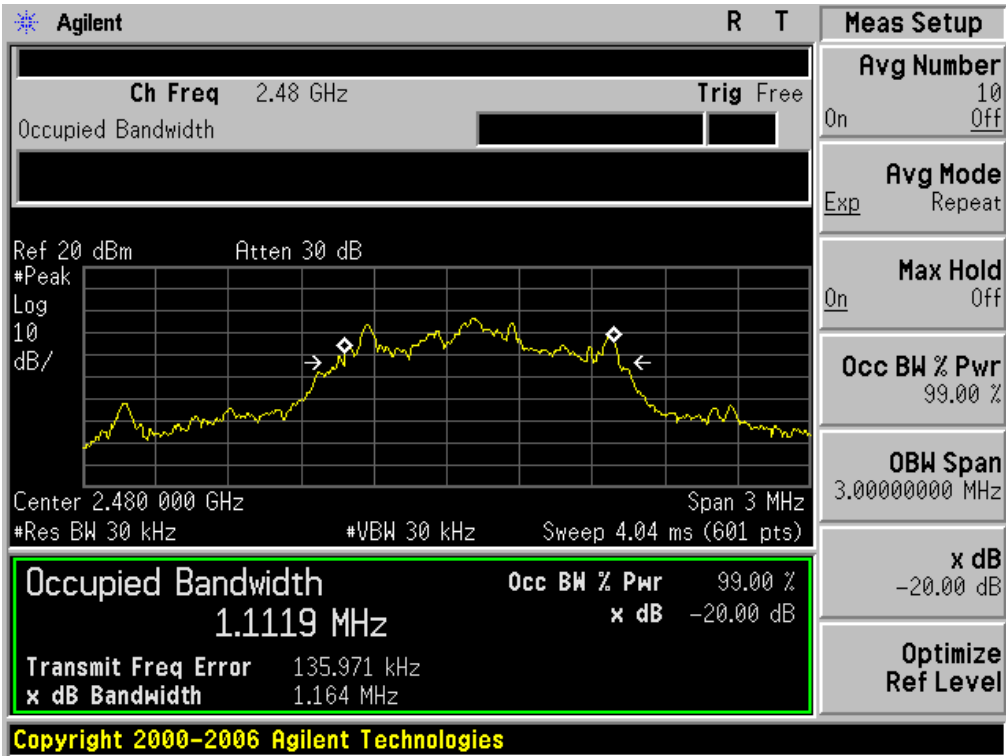 Agilent R T
Ch Freq 2.48 GHz Trig Free
Occupied Bandwidth
Ref 20 dBm Atten 30 dB
#Peak
Log
10
dB/
Center 2.480 000 GHz Span 3 MHz
#Res BW 30 kHz #VBW 30 kHz Sweep 4.04 ms (601 pts)
Occupied Bandwidth
1.1119 MHz
Occ BW % Pwr 99.00 %
x dB -20.00 dB
Transmit Freq Error 135.971 kHz
x dB Bandwidth 1.164 MHz
Copyright 2000-2006 Agilent Technologies
Meas Setup
Avg Number
10
On Off
Avg Mode
Exp Repeat
Max Hold
On Off
Occ BW % Pwr
99.00 %
OBW Span
3.00000000 MHz
x dB
-20.00 dB
Optimize
Ref Level